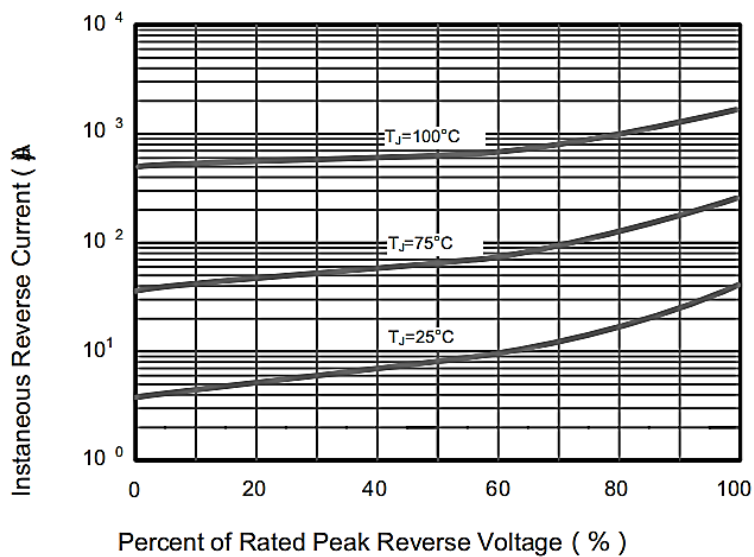 10 4
10 3
10 2
10 1
10 0
TJ=100°C
TJ=75°C
TJ=25°C
0
20
40
60
80
100
Instaneous Reverse Current (
Percent of Rated Peak Reverse Voltage ( % )